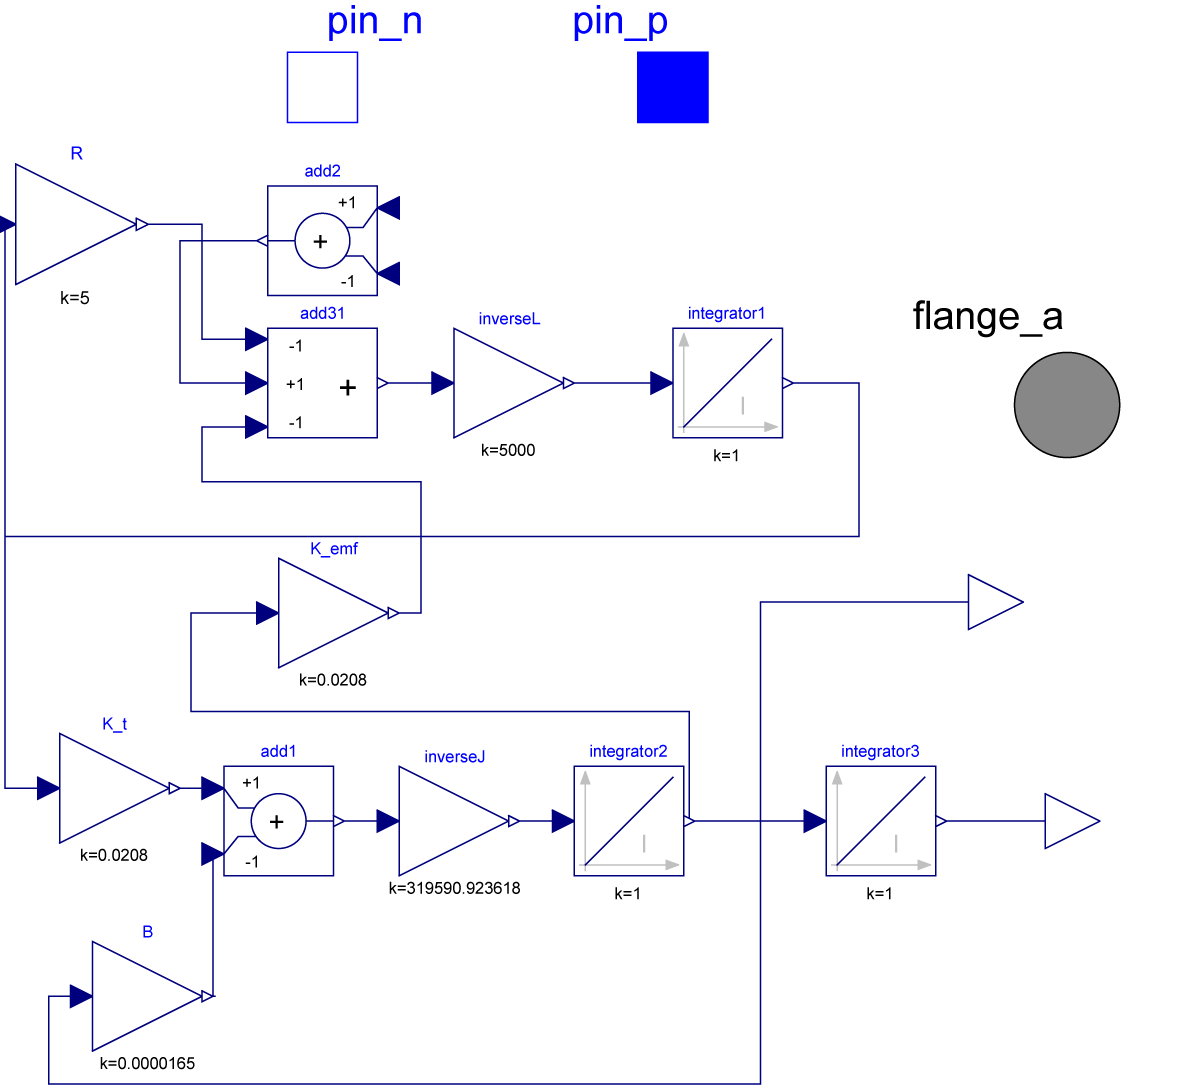 pin_n
pin_p
R
k=5
add2
+1
+
-1
add31
-1
+1
+
-1
inverseL
k=5000
integrator1
I
k=1
flange_a
K_emf
k=0.0208
K_t
k=0.0208
add1
+1
+
-1
inverseJ
k=319590.923618
integrator2
I
k=1
integrator3
I
k=1
B
k=0.0000165